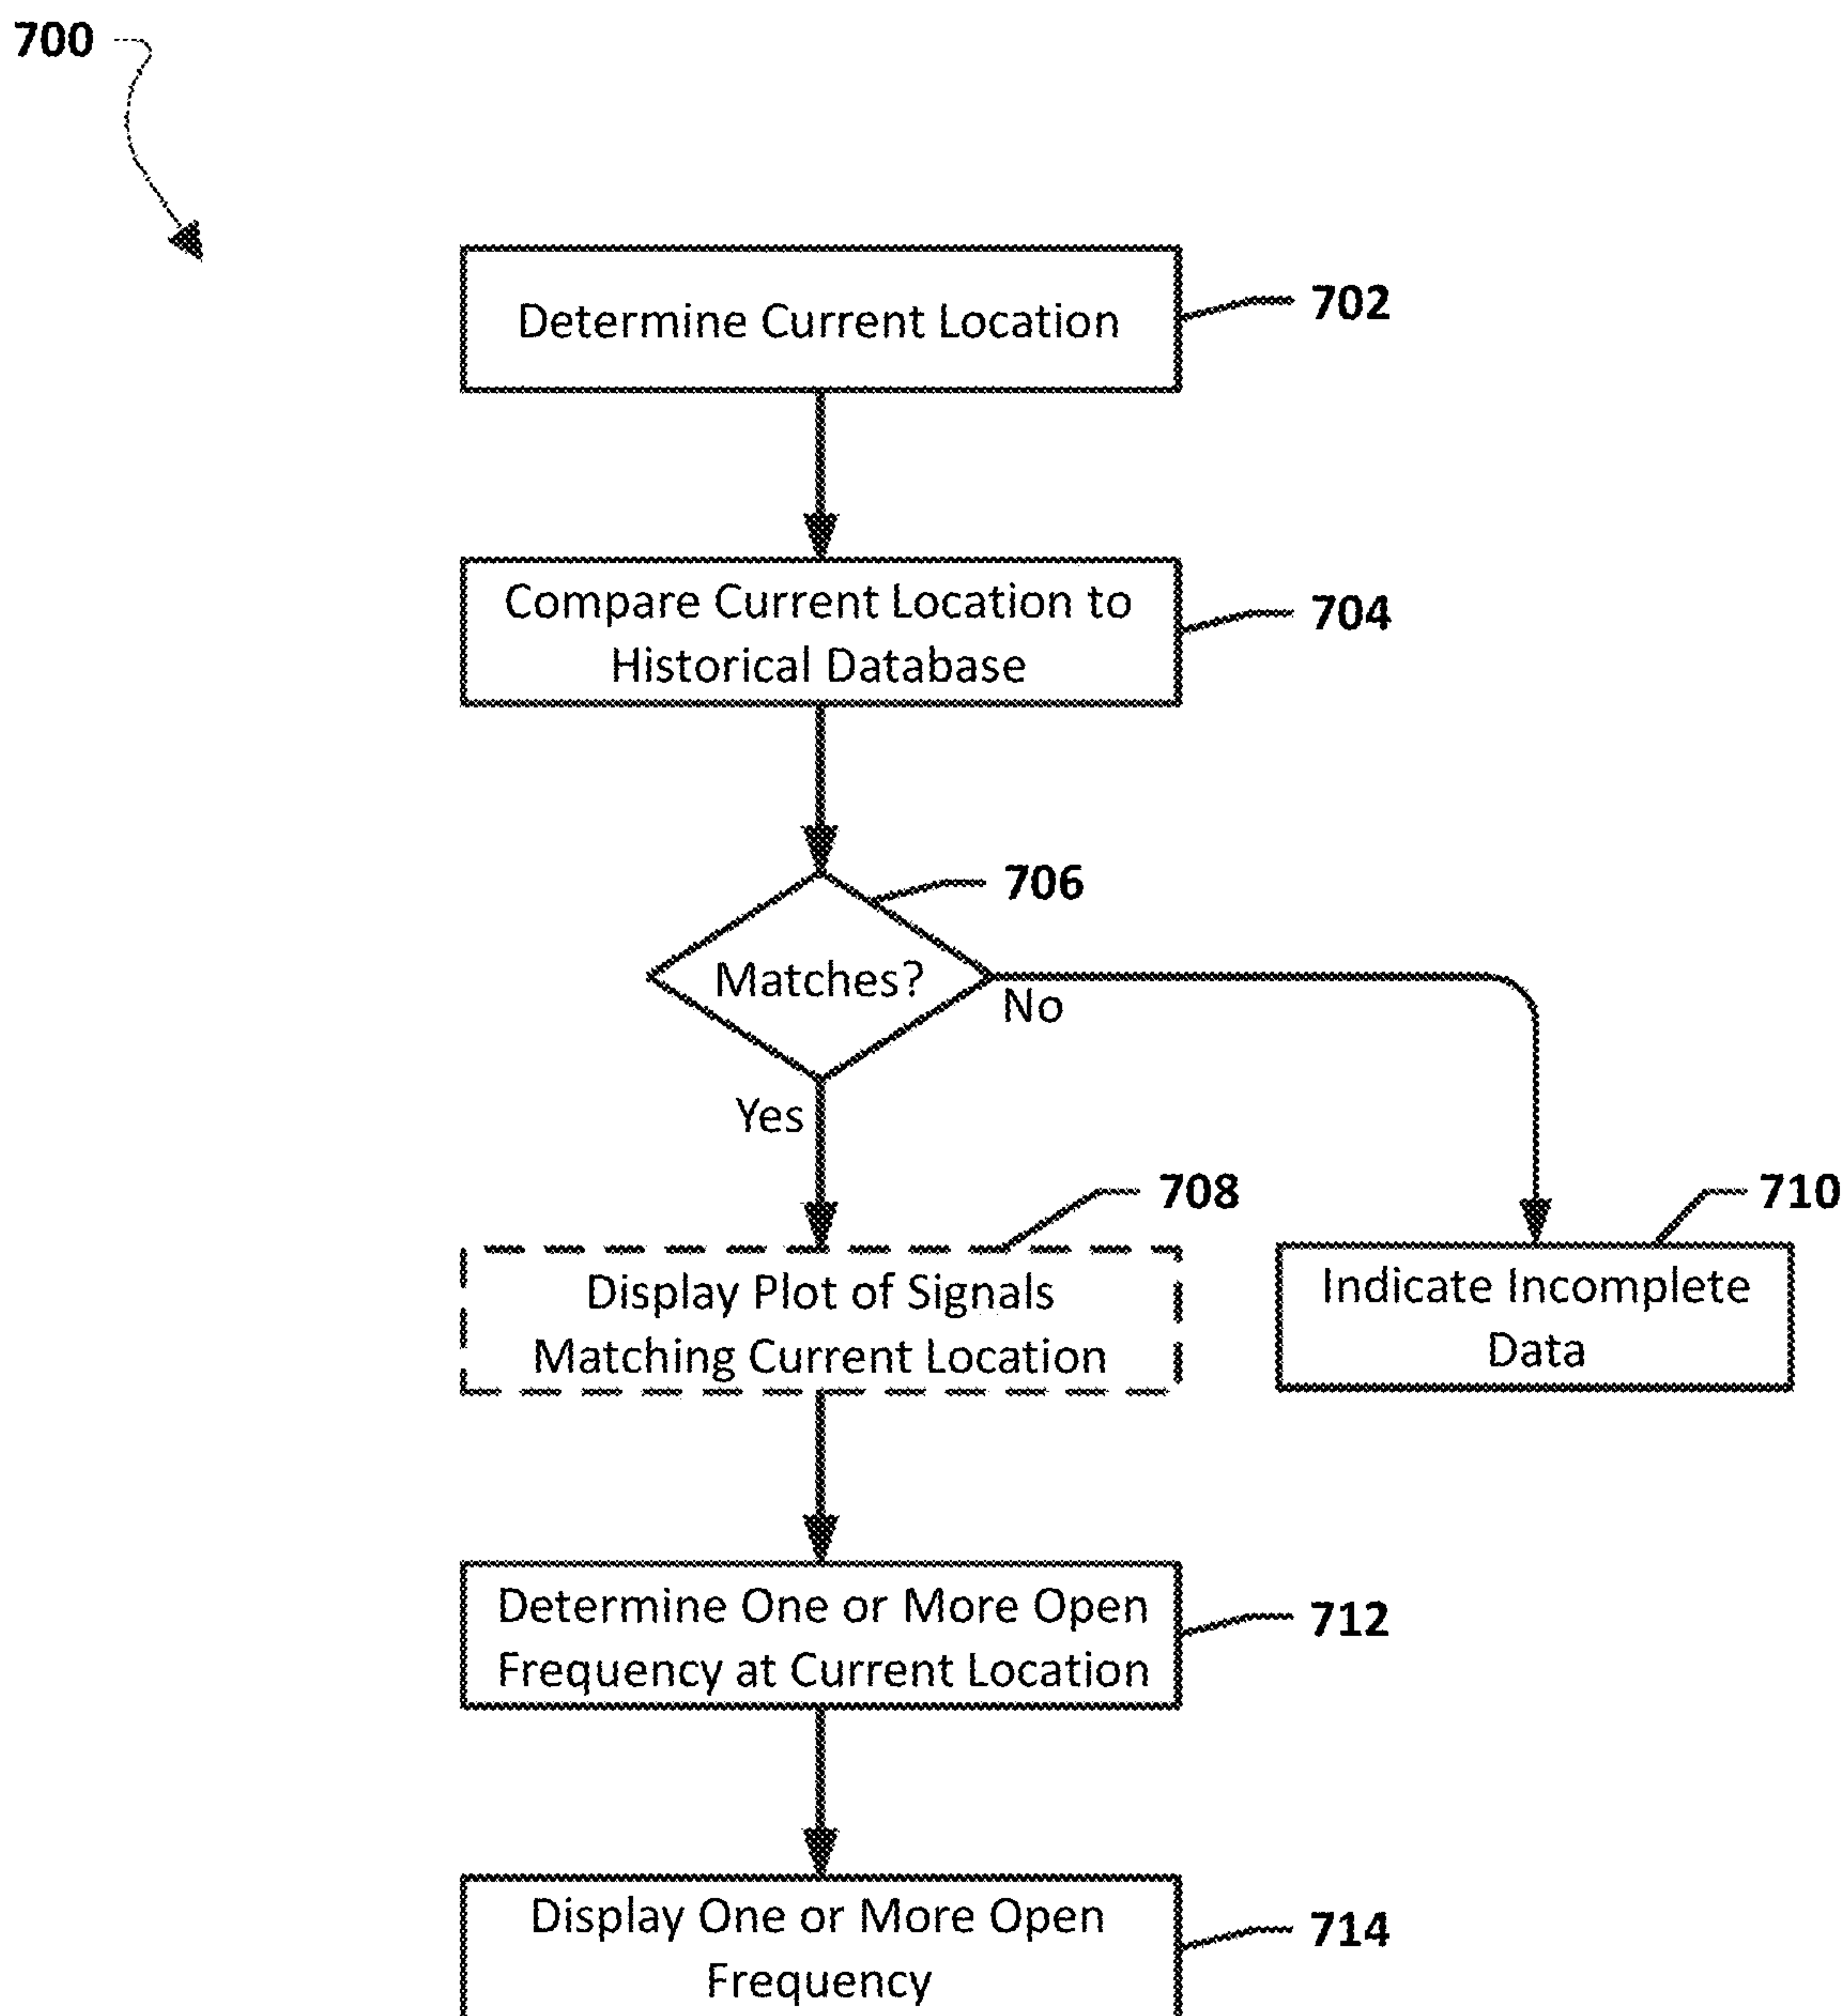 700
Determine Current Location
702
Compare Current Location to
Historical Database
704
706
Matches?
No
Yes
708
Display Plot of Signals
Matching Current Location
710
Indicate Incomplete
Data
Determine One or More Open
Frequency at Current Location
712
Display One or More Open
Frequency
714